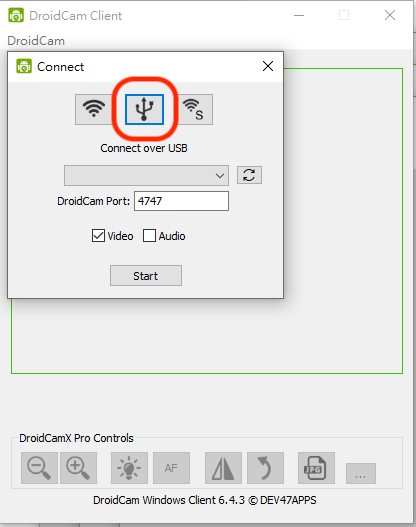 DroidCam Client
DroidCam
Connect
S
Connect over USB
DroidCam Port: 4747
Video Audio
Start
DroidCamX Pro Controls
AF
JPG
...
DroidCam Windows Client 6.4.3 © DEV47APPS